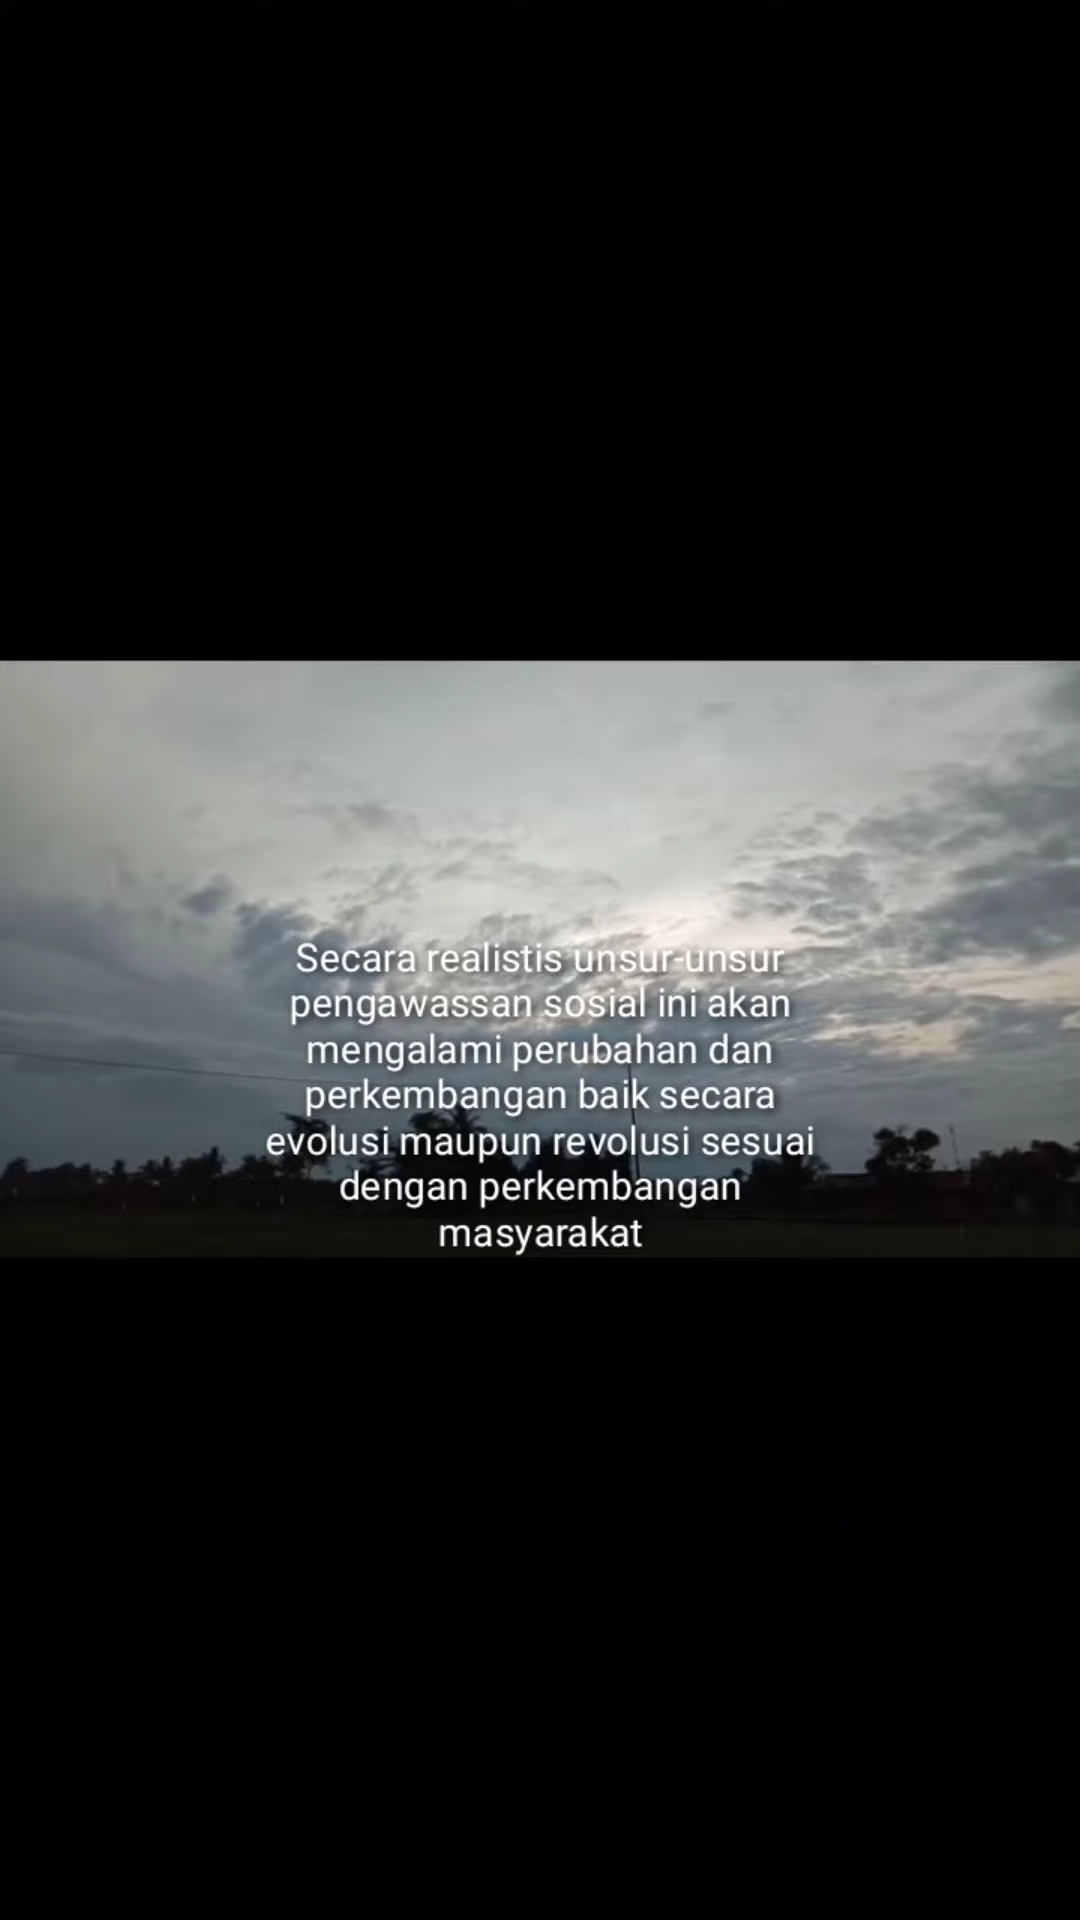 Secara realistis unsur-unsur
pengawassan sosial ini akan
mengalami perubahan dan
perkembangan baik secara
evolusi maupun revolusi sesuai
dengan perkembangan
masyarakat